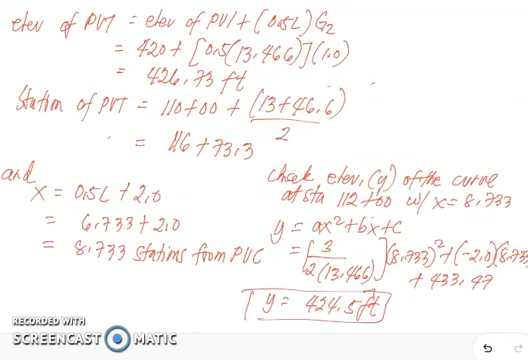 elev of PVT = elev of PVI + (0.5L) G2
= 420 + [0.5(13.466)](1.0)
= 426.73 ft
Station of PVT = 110+00 + (13+46.6)
2
= 116 + 73.3
and
x = 0.5L + 2.0
= 6.733 + 2.0
= 8.733 stations from PVC
check elev, (y) of the curve
at sta 112+00 w/ x = 8.733
y = ax² + bx + c
= [3
2(13.466)] (8.733)² + (-2.0)(8.733)
+ 433.47
y = 424.5 ft
RECORDED WITH
SCREENCAST MATIC